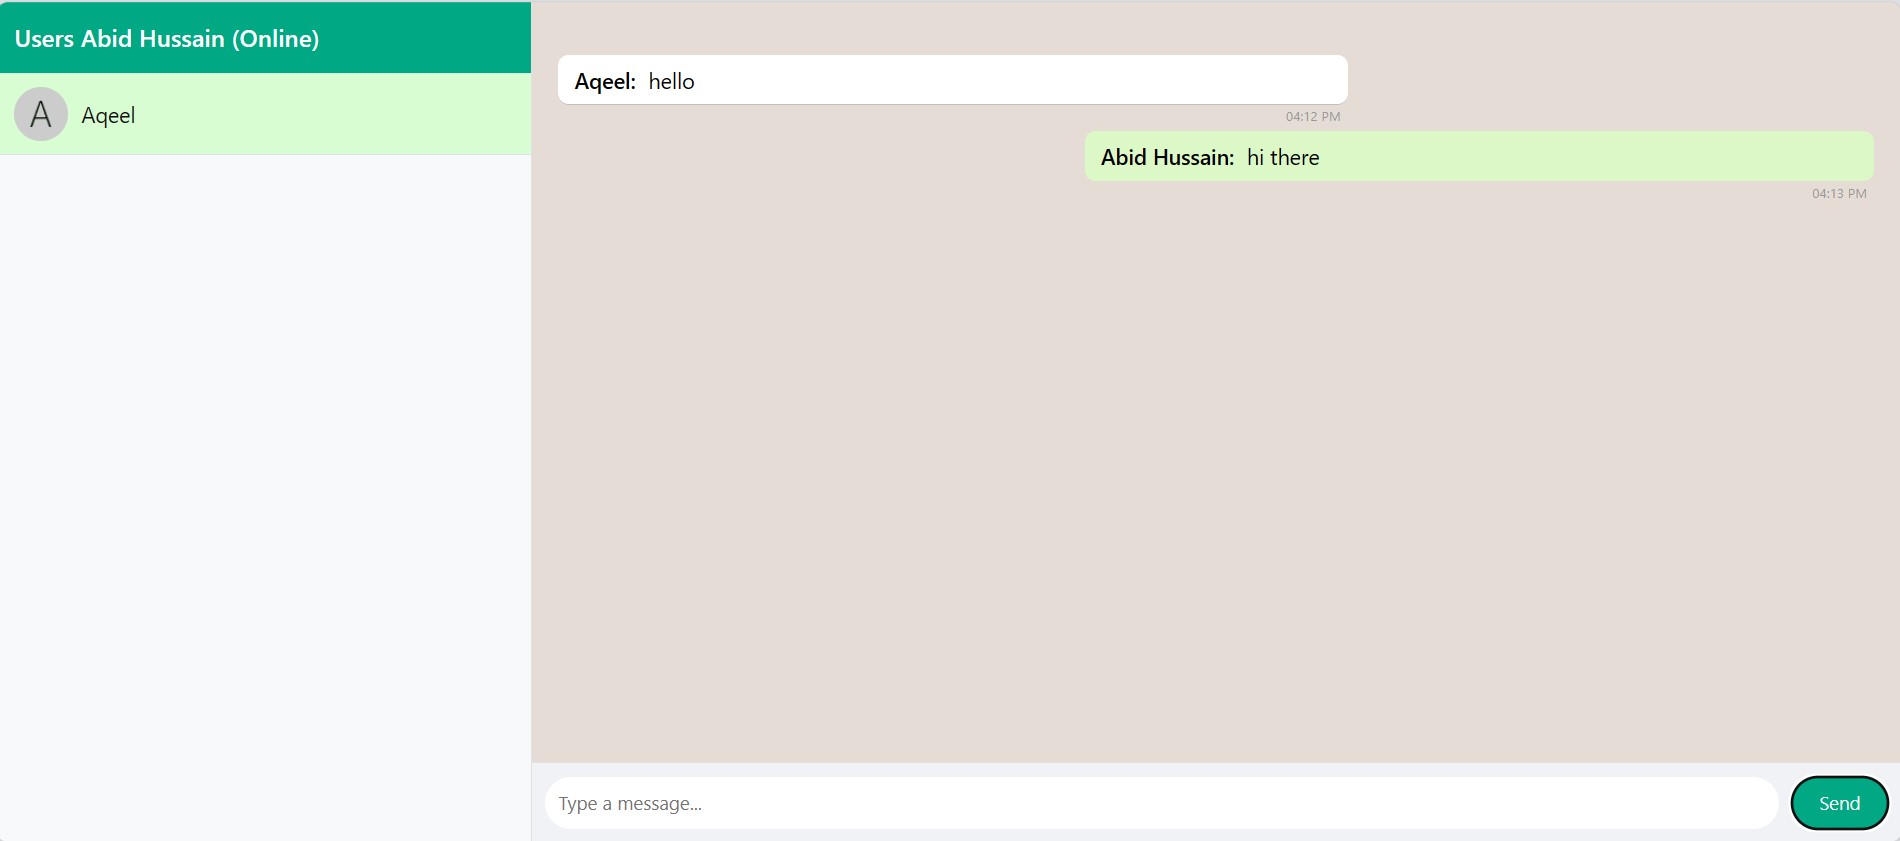 Users Abid Hussain (Online)
A
Aqeel
Aqeel: hello
04:12 PM
Abid Hussain: hi there
04:13 PM
Type a message...
Send